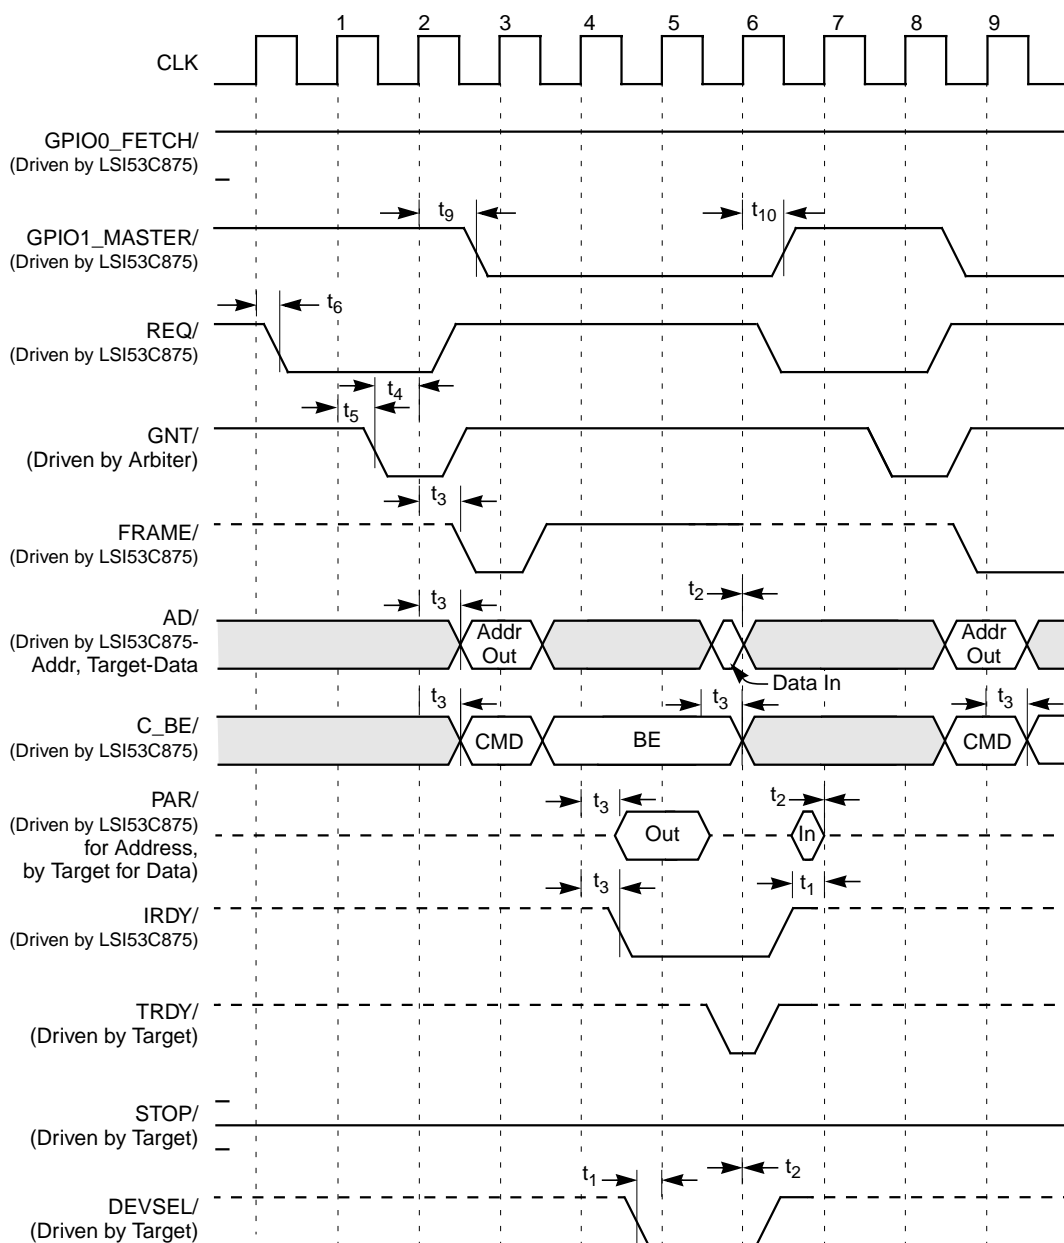 1 2 3 4 5 6 7 8 9
CLK
GPIO0_FETCH/
(Driven by LSI53C875)
t9 t10
GPIO1_MASTER/
(Driven by LSI53C875)
t6
REQ/
(Driven by LSI53C875)
t4
t5
GNT/
(Driven by Arbiter)
t3
FRAME/
(Driven by LSI53C875)
t3 t2
AD/
(Driven by LSI53C875-
Addr, Target-Data
Addr
Out
Addr
Out
Data In
t3 t3 t3
C_BE/
(Driven by LSI53C875)
CMD BE CMD
PAR/
(Driven by LSI53C875)
for Address,
by Target for Data)
t3 t2
Out In
t3 t1
IRDY/
(Driven by LSI53C875)
TRDY/
(Driven by Target)
STOP/
(Driven by Target)
t1 t2
DEVSEL/
(Driven by Target)